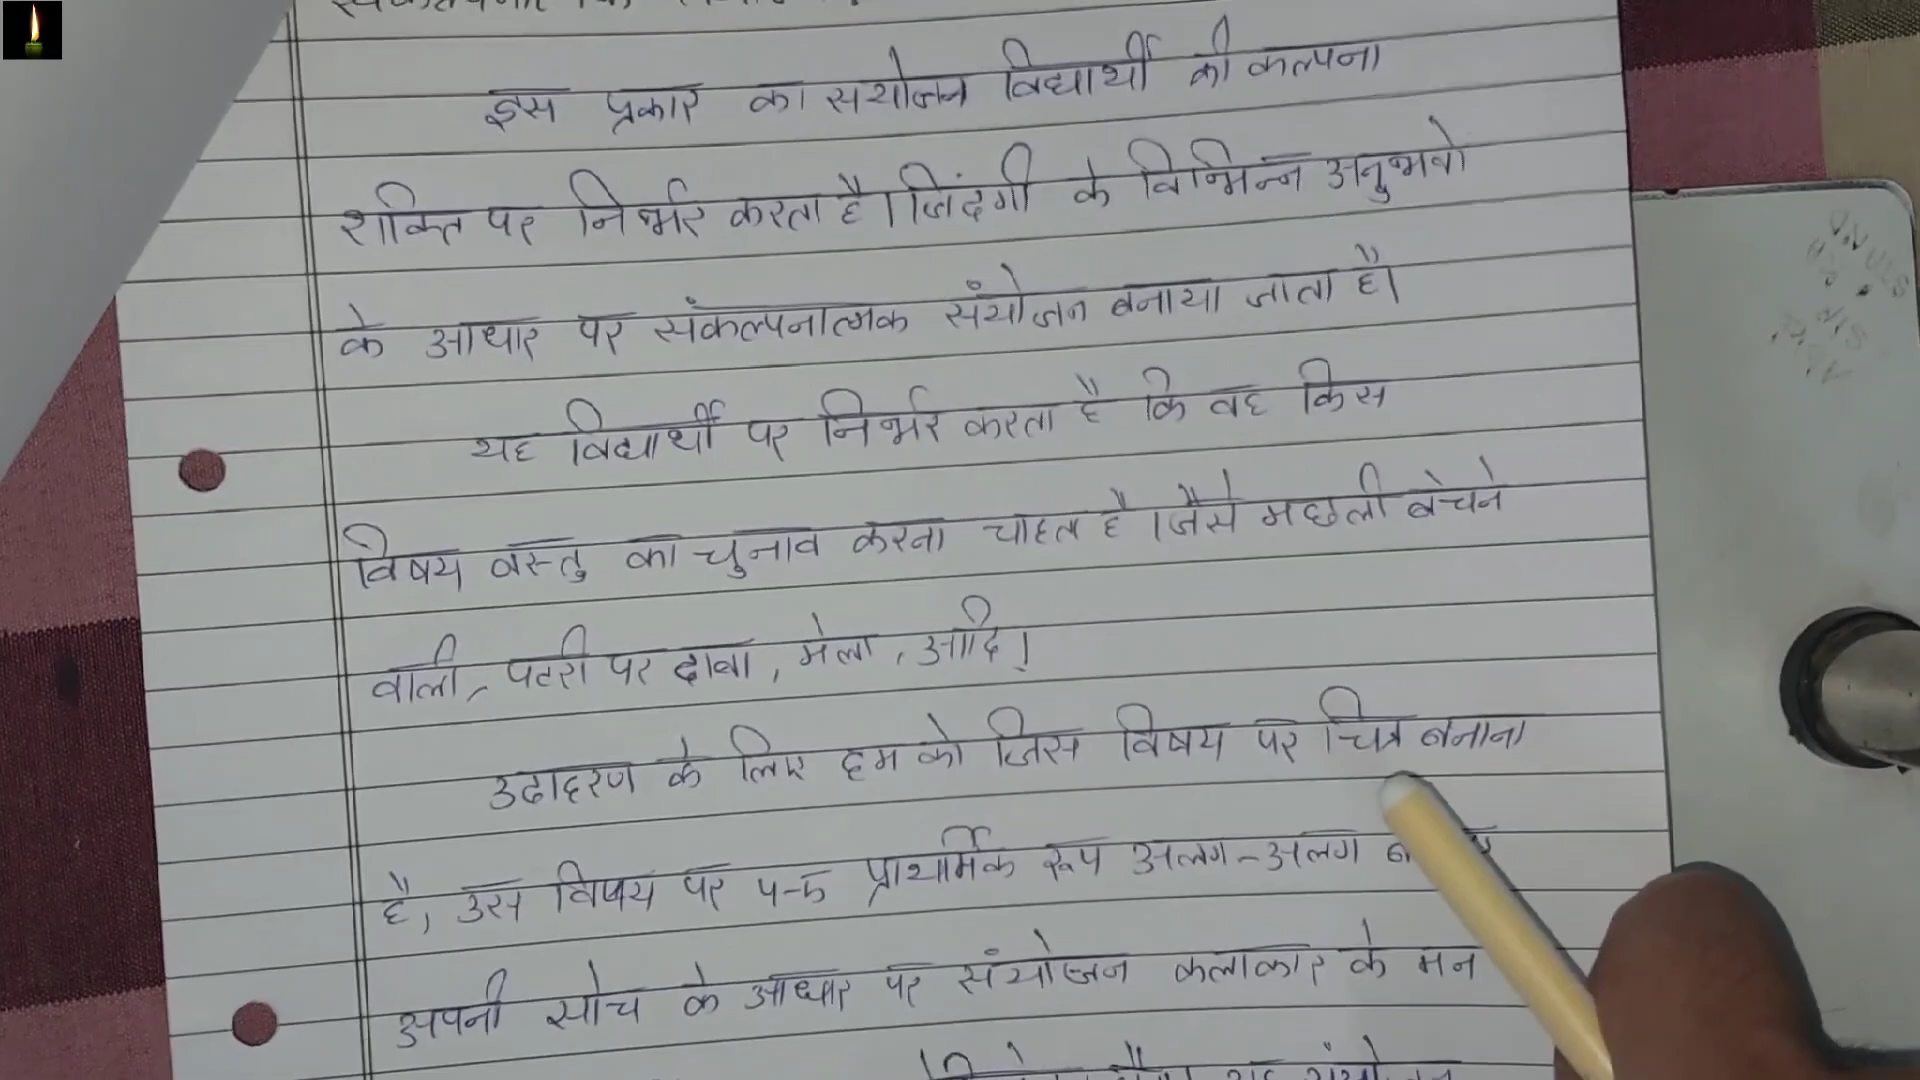 इस प्रकार का सयोजन विद्यार्थी की कल्पना
शक्ति पर निर्भर करता है। जिंदगी के विभिन्न अनुभवो
के आधार पर संकल्पनात्मक संयोजन बनाया जाता है।
यह विद्यार्थी पर निर्भर करता है कि वह किस
विषय वस्तु का चुनाव करना चाहत है। जैसे मछली बेचने
वाली, पटरी पर ढाबा, मेला, आदि।
उदाहरण के लिए हम को जिस विषय पर चित्र बनाना
है, उस विषय पर प्राथमिक रूप अलग-अलग
अपनी सोच के आधार पर संयोजन कलाकार के मन